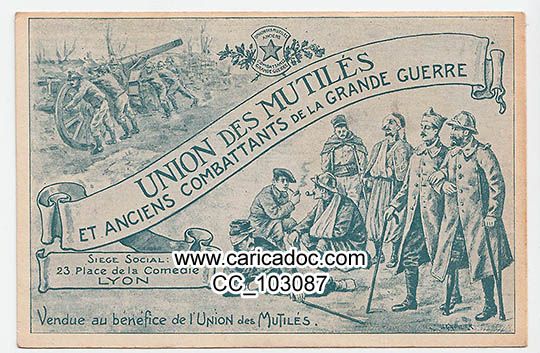 UNION DES MUTILÉS
ET ANCIENS COMBATTANTS DE LA GRANDE GUERRE
SIEGE SOCIAL:
23 Place de la Comedie
LYON
www.caricadoc.com
CC_103087
Vendue au benéfice de l'UNION des MUTILÉS.